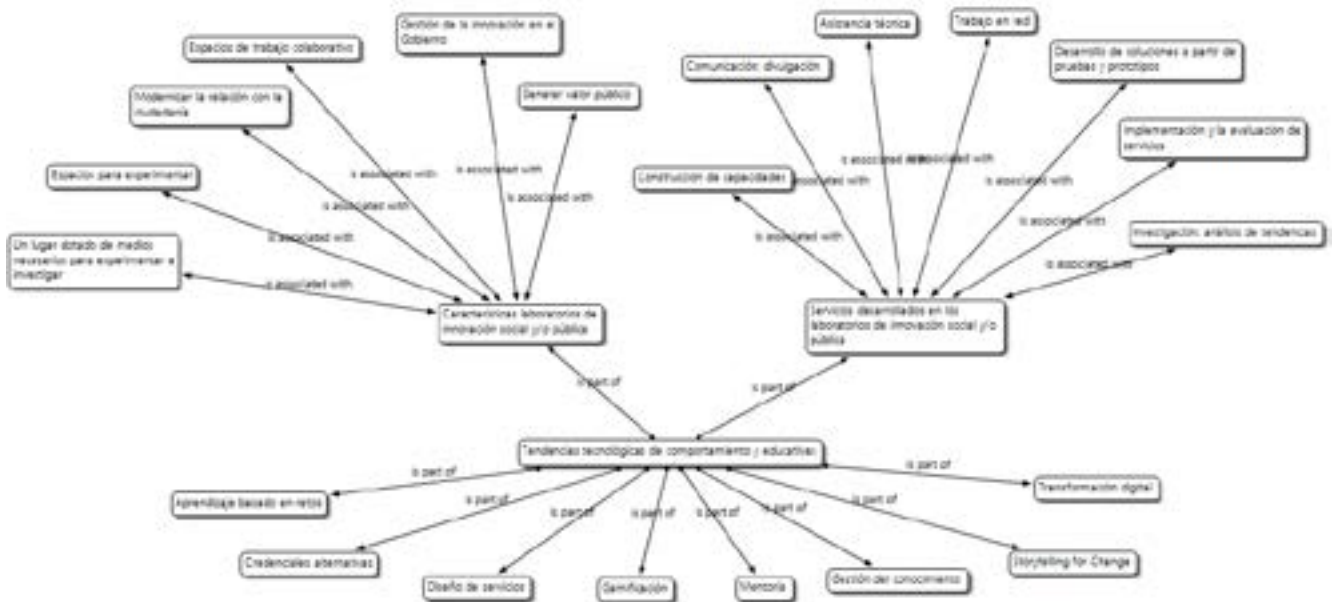 Gestión de la innovación en el
Gobierno
Espacios de trabajo colaborativo
Modernizar la relación con la
ciudadanía
Generar valor público
Espacios para experimentar
Un lugar dotado de medios
necesarios para experimentar e
investigar
Asistencia técnica
Trabajo en red
Comunicación: divulgación
Desarrollo de soluciones a partir de
pruebas y prototipos
Implementación y la evaluación de
servicios
Construcción de capacidades
Investigación: análisis de tendencias
is associated with
is associated with
is associated with
is associated with
is associated with
is associated with
is associated with
is associated with
is associated with
is associated with
is associated with
is associated with
is associated with
Características laboratorios de
innovación social y/o pública
Servicios desarrollados en los
laboratorios de innovación social y/o
pública
is part of
is part of
Tendencias tecnológicas de comportamiento y educativas
is part of
is part of
is part of
is part of
is part of
is part of
is part of
is part of
Aprendizaje basado en retos
Transformación digital
Credenciales alternativas
Storytelling for Change
Diseño de servicios
Gamificación
Mentoría
Gestión del conocimiento